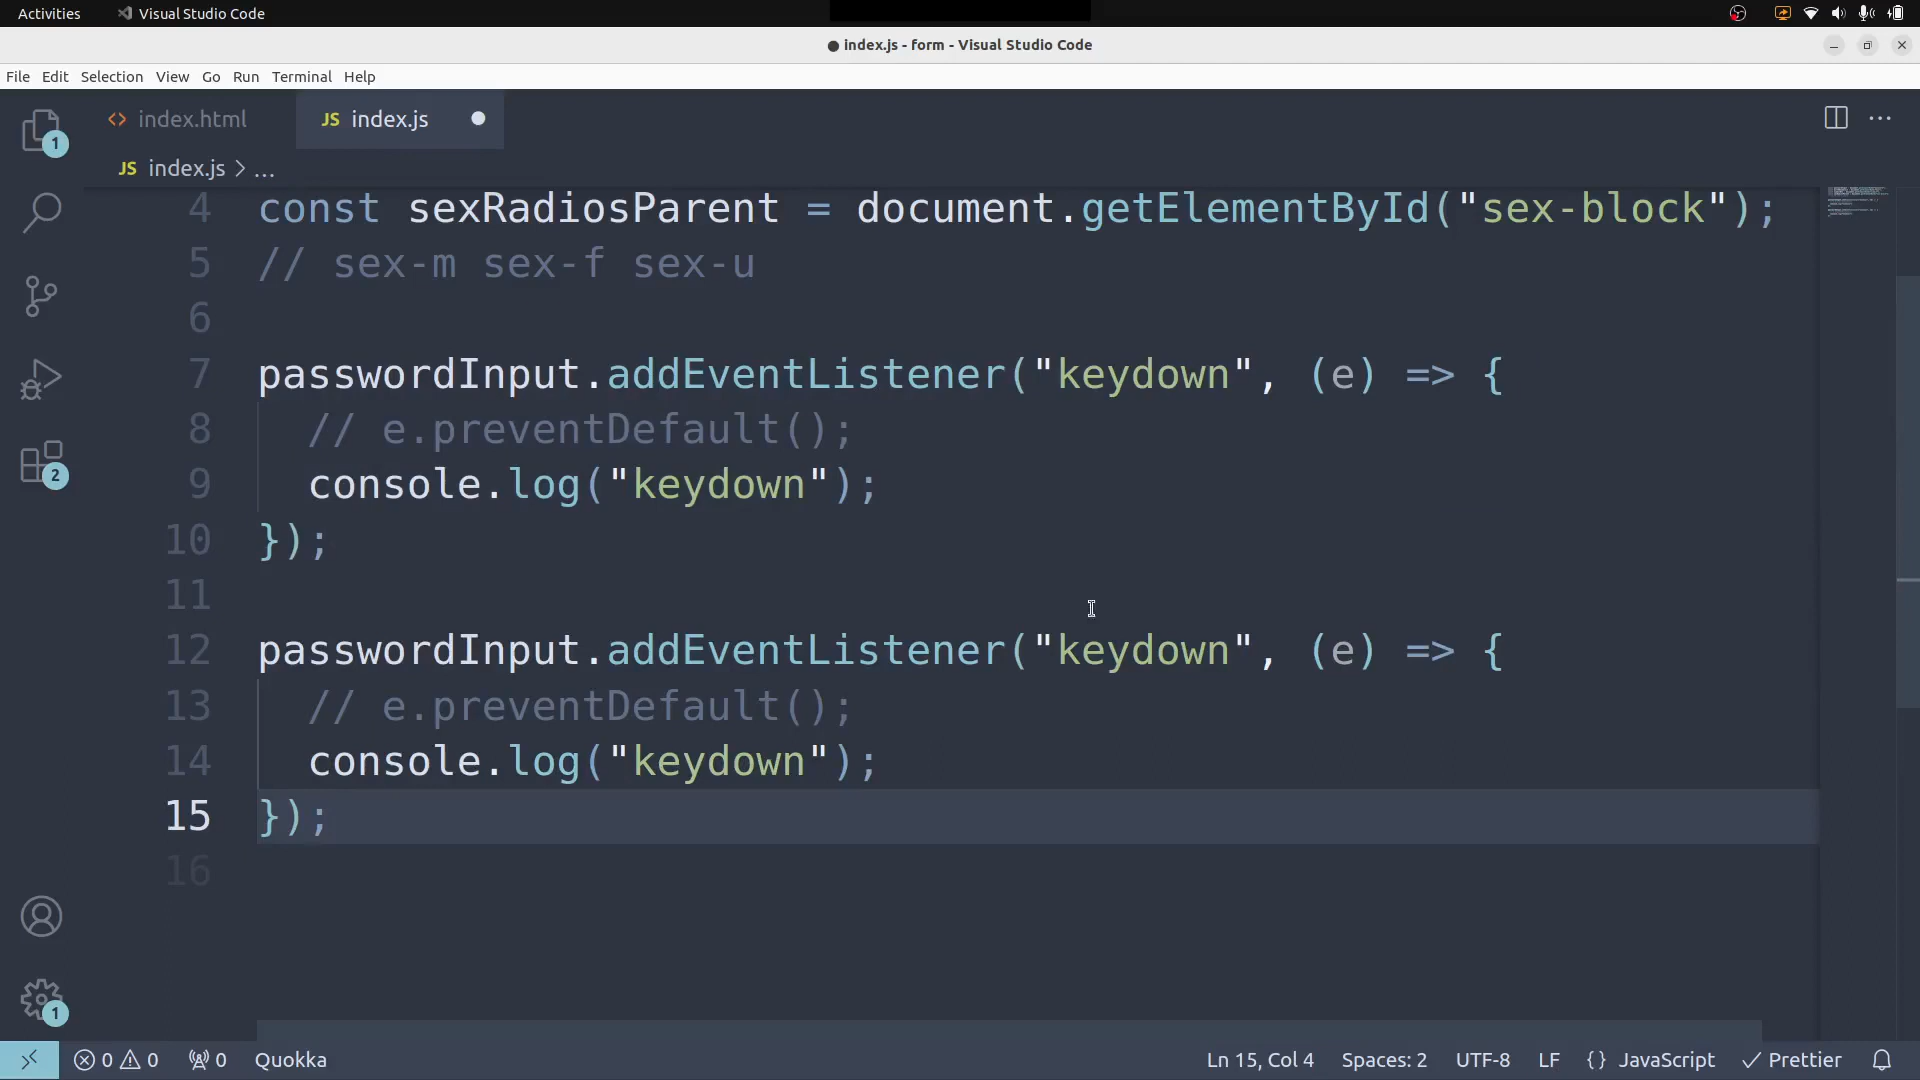 Activities
Visual Studio Code
● index.js - form - Visual Studio Code
File Edit Selection View Go Run Terminal Help
<> index.html
JS index.js ●
JS index.js > ...
1
4 const sexRadiosParent = document.getElementById("sex-block");
5 // sex-m sex-f sex-u
6
7 passwordInput.addEventListener("keydown", (e) => {
8 // e.preventDefault();
9 console.log("keydown");
10 });
11
12 passwordInput.addEventListener("keydown", (e) => {
13 // e.preventDefault();
14 console.log("keydown");
15 });
16
2
1
0 0 0 Quokka Ln 15, Col 4 Spaces: 2 UTF-8 LF {} JavaScript Prettier